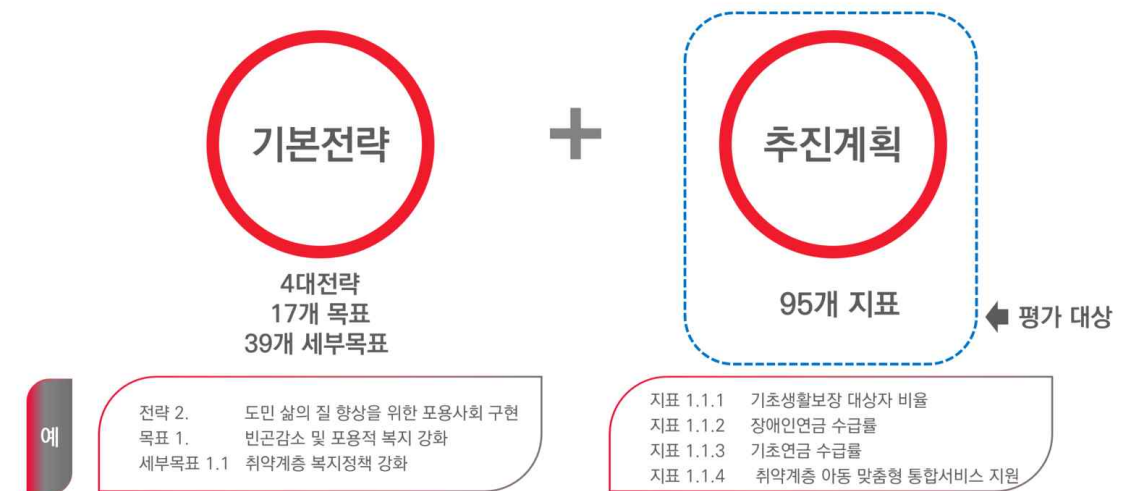 기본전략
+
추진계획
4대전략
17개 목표
39개 세부목표
95개 지표
평가 대상
예
전략 2. 도민 삶의 질 향상을 위한 포용사회 구현
목표 1. 빈곤감소 및 포용적 복지 강화
세부목표 1.1 취약계층 복지정책 강화
지표 1.1.1 기초생활보장 대상자 비율
지표 1.1.2 장애인연금 수급률
지표 1.1.3 기초연금 수급률
지표 1.1.4 취약계층 아동 맞춤형 통합서비스 지원